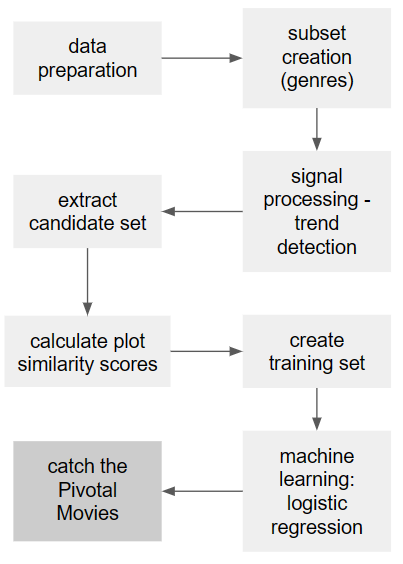 data
preparation
subset
creation
(genres)
signal
processing -
trend
detection
extract
candidate set
calculate plot
similarity scores
create
training set
machine
learning:
logistic
regression
catch the
Pivotal
Movies